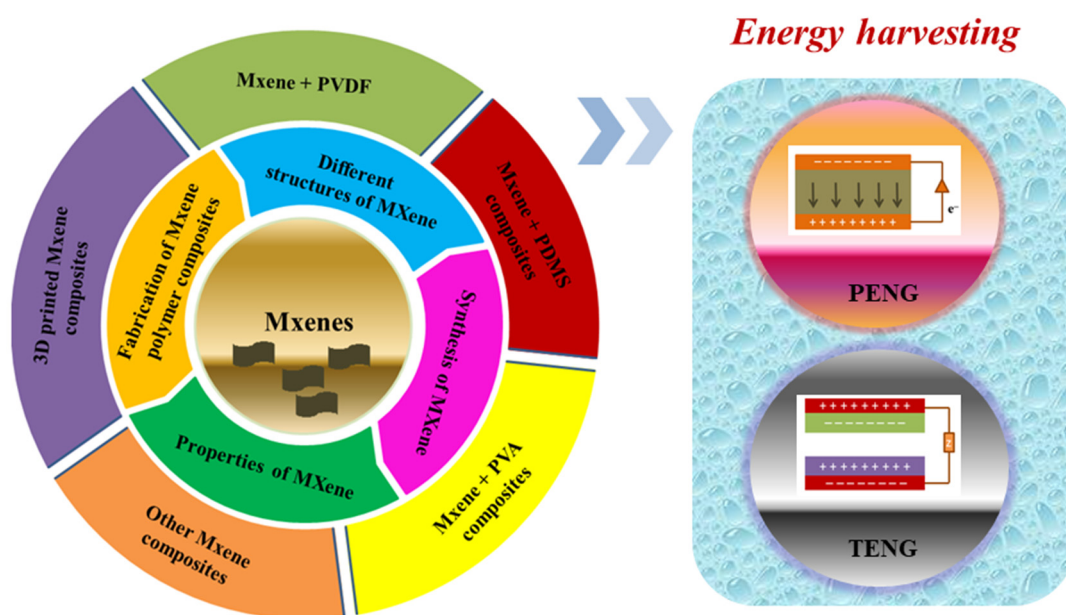 Energy harvesting
Mxene + PVDF
Mxene + PDMS
composites
Mxene + PVA
composites
Other Mxene
composites
3D printed Mxene
composites
Different
structures of MXene
Synthesis of MXene
Properties of MXene
Fabrication of Mxene
polymer composites
Mxenes
- - - - - - - -
+ + + + + + + + +
e⁻
PENG
+ + + + + + + + +
- - - - - - - - -
+ + + + + + + + +
- - - - - - - - -
TENG